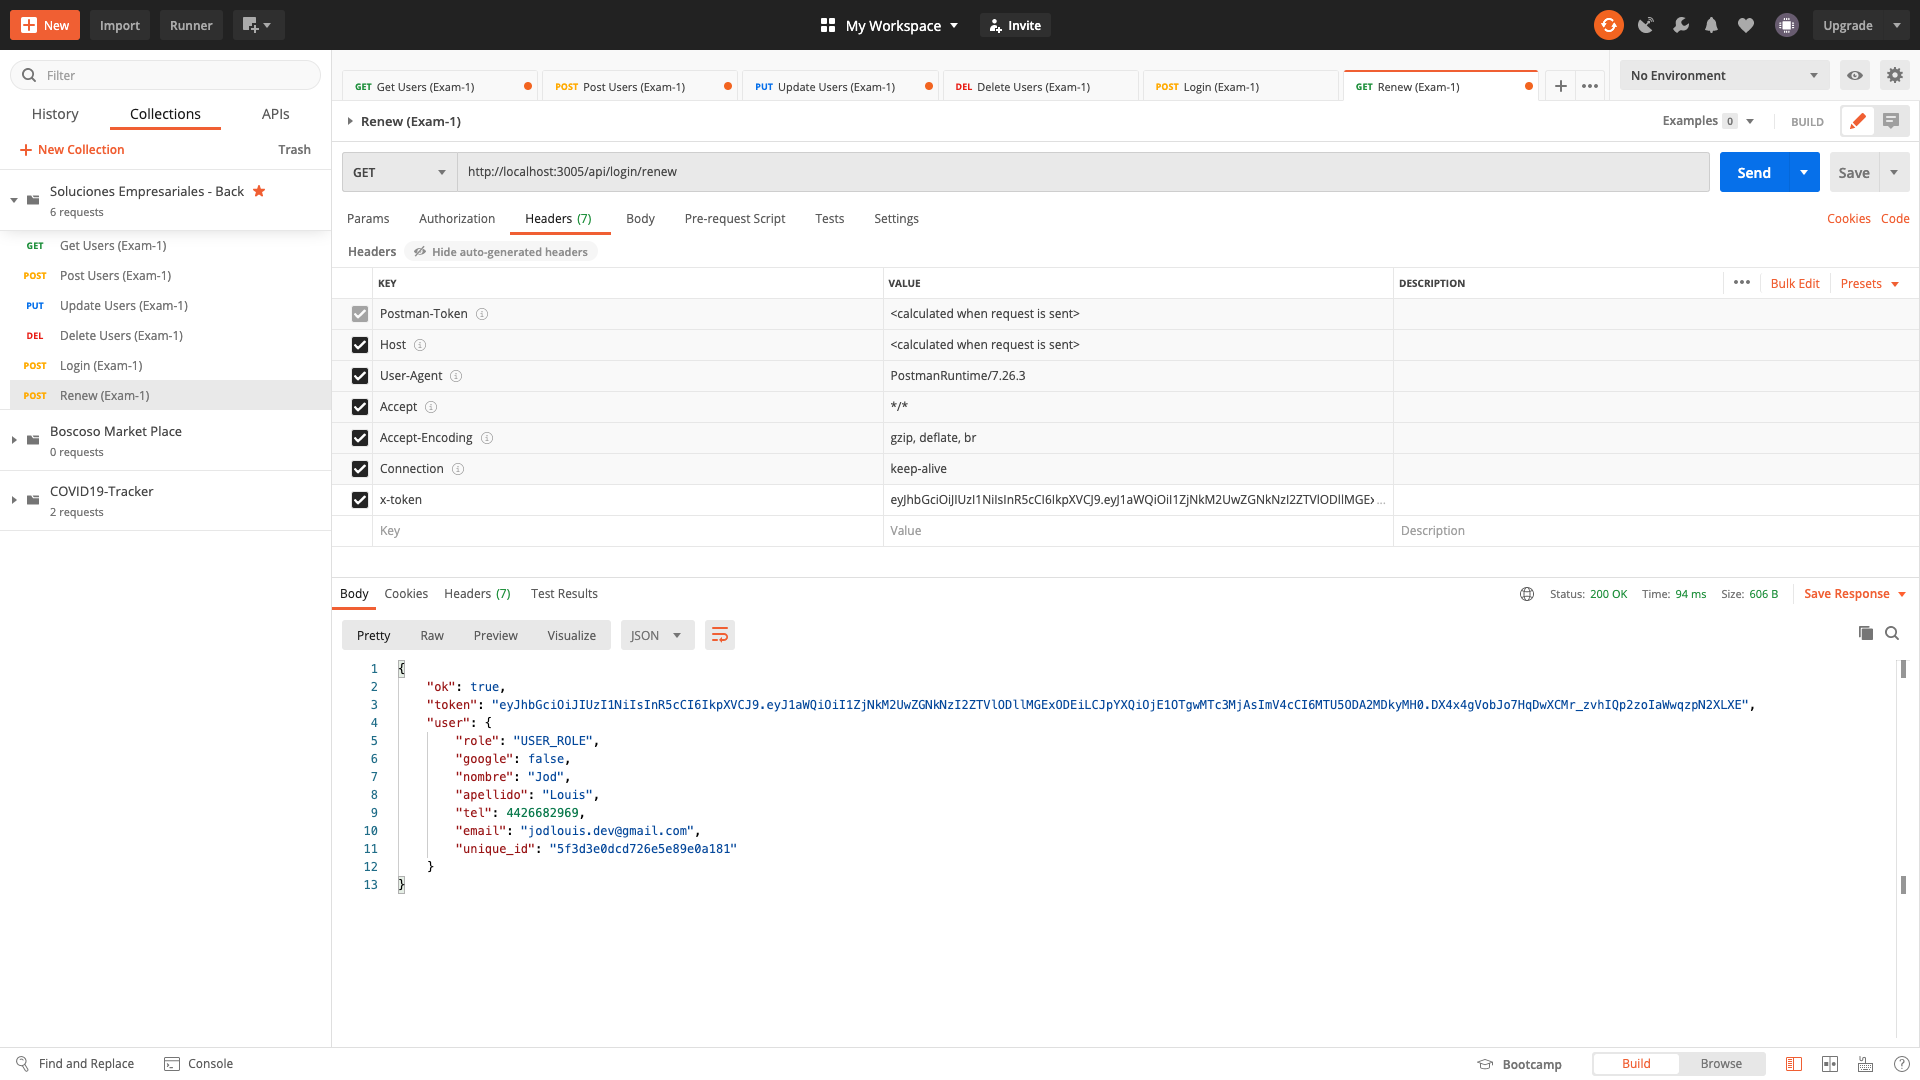 New
Import
Runner
My Workspace
Invite
Upgrade
Filter
History
Collections
APIs
New Collection
Trash
Soluciones Empresariales - Back
6 requests
GET Get Users (Exam-1)
POST Post Users (Exam-1)
PUT Update Users (Exam-1)
DEL Delete Users (Exam-1)
POST Login (Exam-1)
POST Renew (Exam-1)
Boscoso Market Place
0 requests
COVID19-Tracker
2 requests
GET Get Users (Exam-1)
POST Post Users (Exam-1)
PUT Update Users (Exam-1)
DEL Delete Users (Exam-1)
POST Login (Exam-1)
GET Renew (Exam-1)
No Environment
Renew (Exam-1)
Examples 0
BUILD
GET
http://localhost:3005/api/login/renew
Send
Save
Params
Authorization
Headers (7)
Body
Pre-request Script
Tests
Settings
Cookies
Code
Headers
Hide auto-generated headers
KEY VALUE DESCRIPTION
Bulk Edit
Presets
Postman-Token <calculated when request is sent>
Host <calculated when request is sent>
User-Agent PostmanRuntime/7.26.3
Accept */*
Accept-Encoding gzip, deflate, br
Connection keep-alive
x-token eyJhbGciOiJIUzI1NiIsInR5cCI6IkpXVCJ9.eyJ1aWQiOiI1ZjNkM2UwZGNkNzI2ZTVlODllMGEx...
Key Value Description
Body
Cookies
Headers (7)
Test Results
Status: 200 OK
Time: 94 ms
Size: 606 B
Save Response
Pretty
Raw
Preview
Visualize
JSON
1 {
2 "ok": true,
3 "token": "eyJhbGciOiJIUzI1NiIsInR5cCI6IkpXVCJ9.eyJ1aWQiOiI1ZjNkM2UwZGNkNzI2ZTVlODllMGExODEiLCJpYXQiOjE1OTgwMTc3MjAsImV4cCI6MTU5ODA2MDkyMH0.DX4x4gVobJo7HqDwXCMr_zvhIQp2zoIaWwqzpN2XLXE",
4 "user": {
5 "role": "USER_ROLE",
6 "google": false,
7 "nombre": "Jod",
8 "apellido": "Louis",
9 "tel": 4426682969,
10 "email": "jodlouis.dev@gmail.com",
11 "unique_id": "5f3d3e0dcd726e5e89e0a181"
12 }
13 }
Find and Replace
Console
Bootcamp
Build
Browse